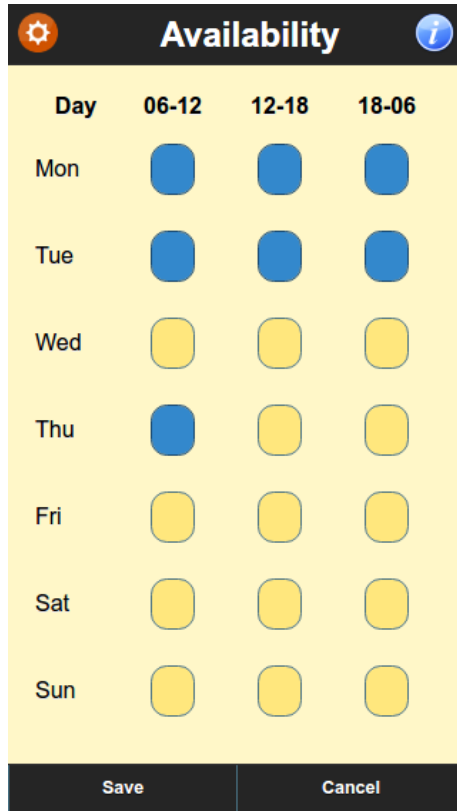 Availability
i
Day 06-12 12-18 18-06
Mon
Tue
Wed
Thu
Fri
Sat
Sun
Save Cancel